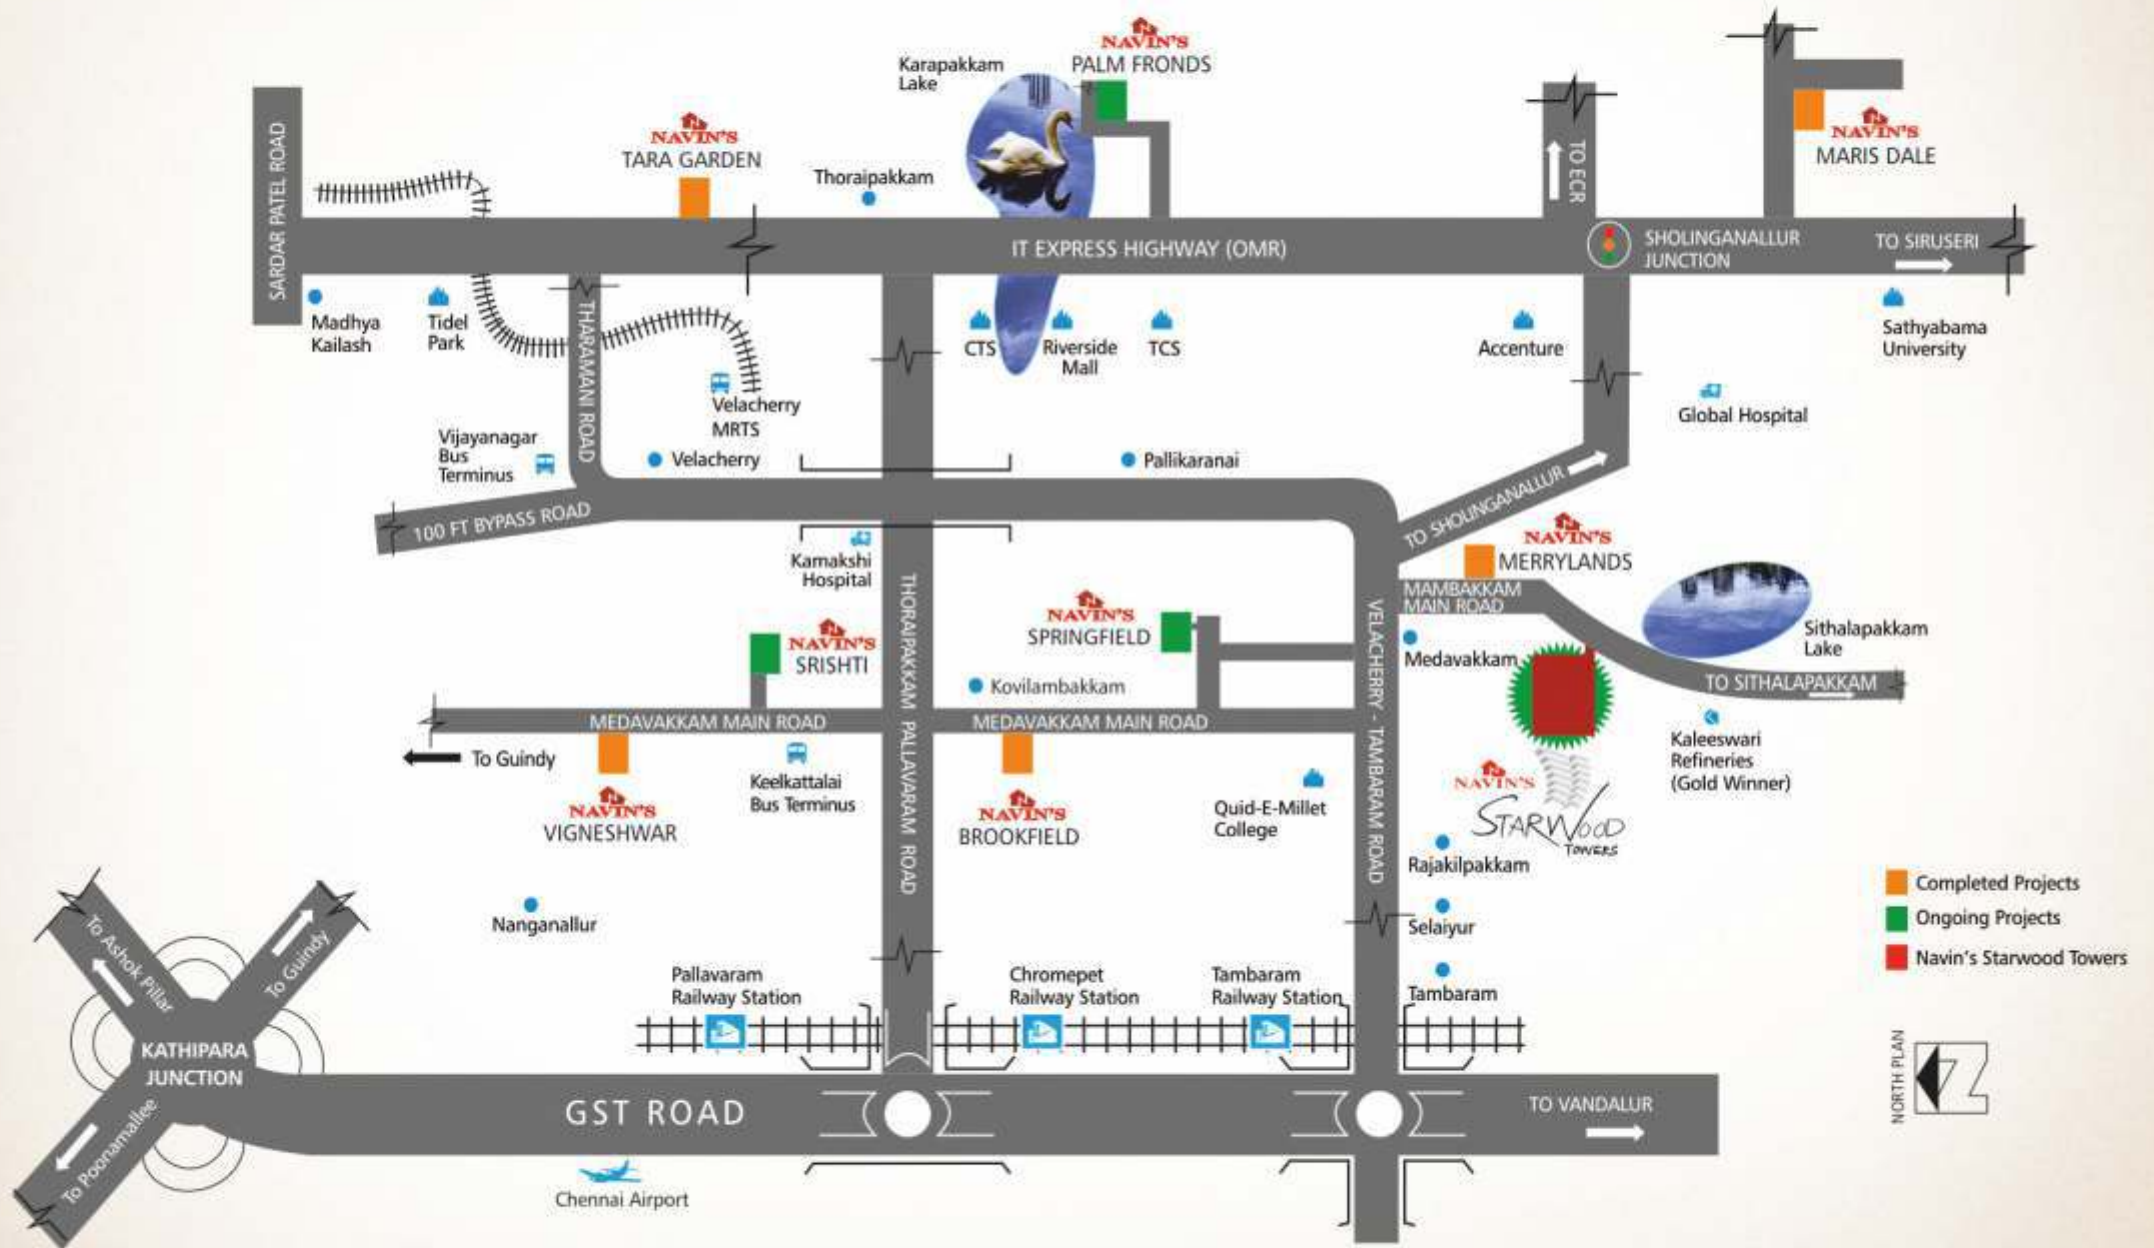 NAVIN'S
PALM FRONDS
Karapakkam
Lake
NAVIN'S
TARA GARDEN
Thoraipakkam
NAVIN'S
MARIS DALE
SARDAR PATEL ROAD
TO ECR
IT EXPRESS HIGHWAY (OMR)
SHOLINGANALLUR
JUNCTION
TO SIRUSERI
Madhya
Kailash
Tidel
Park
THARAMANI ROAD
CTS
Riverside
Mall
TCS
Accenture
Sathyabama
University
Velacherry
MRTS
Global Hospital
Vijayanagar
Bus
Terminus
Velacherry
Pallikaranai
100 FT BYPASS ROAD
TO SHOLINGANALLUR
Kamakshi
Hospital
NAVIN'S
MERRYLANDS
MAMBAKKAM
MAIN ROAD
THORAIPAKKAM PALLAVARAM ROAD
VELACHERRY - TAMBARAM ROAD
NAVIN'S
SPRINGFIELD
NAVIN'S
SRISHTI
Medavakkam
Sithalapakkam
Lake
Kovilambakkam
TO SITHALAPAKKAM
MEDAVAKKAM MAIN ROAD
MEDAVAKKAM MAIN ROAD
To Guindy
Keelkattalai
Bus Terminus
Kaleeswari
Refineries
(Gold Winner)
NAVIN'S
VIGNESHWAR
NAVIN'S
BROOKFIELD
Quid-E-Millet
College
NAVIN'S
STARWOOD
TOWERS
Rajakilpakkam
Nanganallur
Selaiyur
Completed Projects
Ongoing Projects
Navin's Starwood Towers
To Ashok Pillar
To Guindy
Pallavaram
Railway Station
Chromepet
Railway Station
Tambaram
Railway Station
Tambaram
KATHIPARA
JUNCTION
To Poonamallee
GST ROAD
TO VANDALUR
NORTH PLAN
Z
Chennai Airport